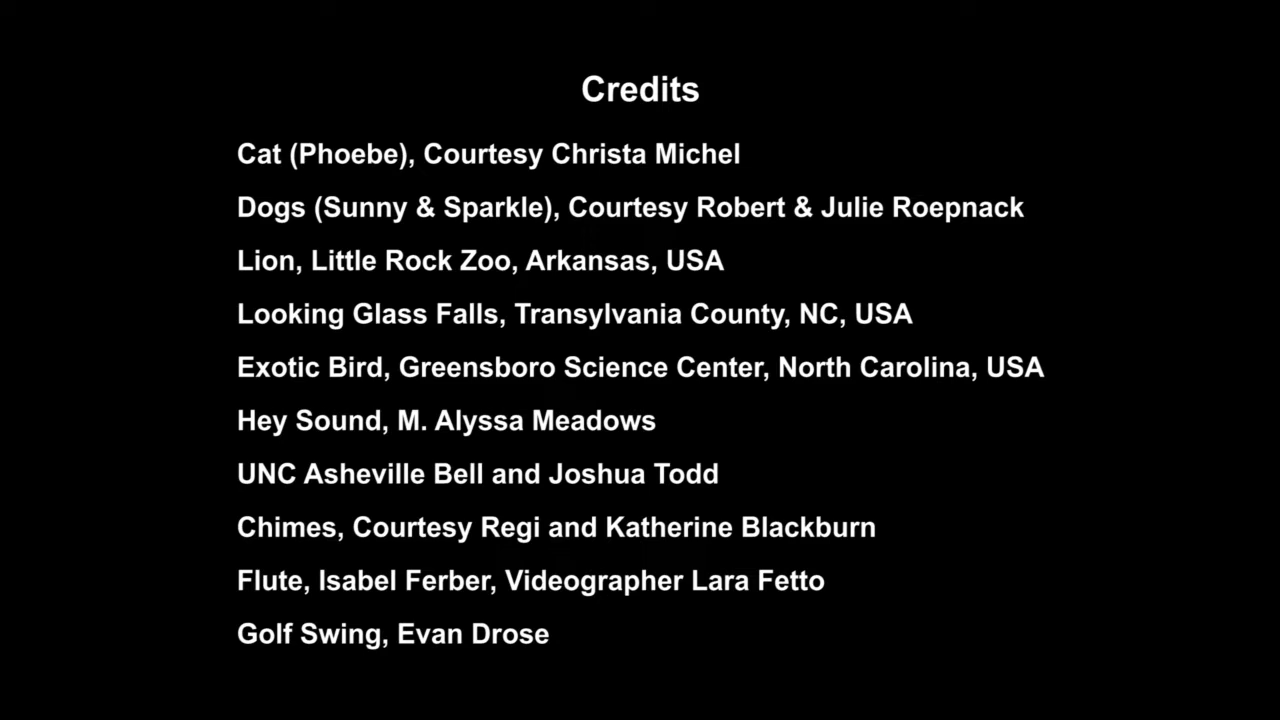 Credits
Cat (Phoebe), Courtesy Christa Michel
Dogs (Sunny & Sparkle), Courtesy Robert & Julie Roepnack
Lion, Little Rock Zoo, Arkansas, USA
Looking Glass Falls, Transylvania County, NC, USA
Exotic Bird, Greensboro Science Center, North Carolina, USA
Hey Sound, M. Alyssa Meadows
UNC Asheville Bell and Joshua Todd
Chimes, Courtesy Regi and Katherine Blackburn
Flute, Isabel Ferber, Videographer Lara Fetto
Golf Swing, Evan Drose